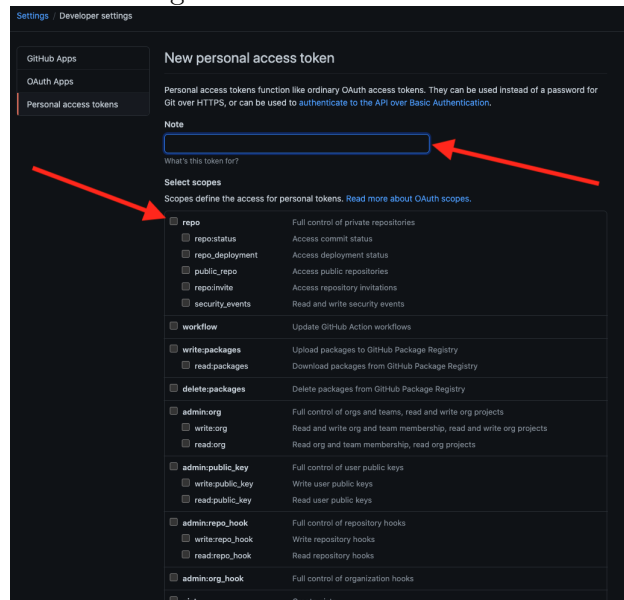 Settings / Developer settings
GitHub Apps
OAuth Apps
Personal access tokens
New personal access token
Personal access tokens function like ordinary OAuth access tokens. They can be used instead of a password for
Git over HTTPS, or can be used to authenticate to the API over Basic Authentication.
Note
What's this token for?
Select scopes
Scopes define the access for personal tokens. Read more about OAuth scopes.
repo Full control of private repositories
repo:status Access commit status
repo_deployment Access deployment status
public_repo Access public repositories
repo:invite Access repository invitations
security_events Read and write security events
workflow Update GitHub Action workflows
write:packages Upload packages to GitHub Package Registry
read:packages Download packages from GitHub Package Registry
delete:packages Delete packages from GitHub Package Registry
admin:org Full control of orgs and teams, read and write org projects
write:org Read and write org and team membership, read and write org projects
read:org Read org and team membership, read org projects
admin:public_key Full control of user public keys
write:public_key Write user public keys
read:public_key Read user public keys
admin:repo_hook Full control of repository hooks
write:repo_hook Write repository hooks
read:repo_hook Read repository hooks
admin:org_hook Full control of organization hooks